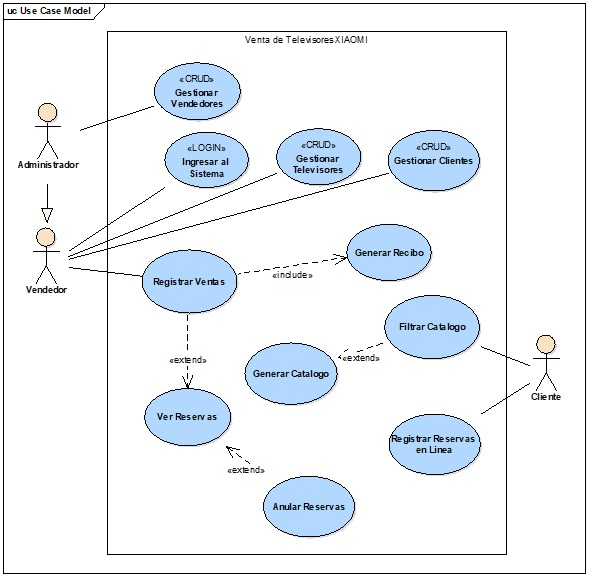 uc Use Case Model
Venta de TelevisoresXIAOMI
«CRUD»
Gestionar
Vendedores
Administrador
«LOGIN»
Ingresar al
Sistema
«CRUD»
Gestionar
Televisores
«CRUD»
Gestionar Clientes
Vendedor
Registrar Ventas
«include»
Generar Recibo
Filtrar Catalogo
«extend»
«extend»
Generar Catalogo
Cliente
Ver Reservas
Registrar Reservas
en Linea
«extend»
Anular Reservas